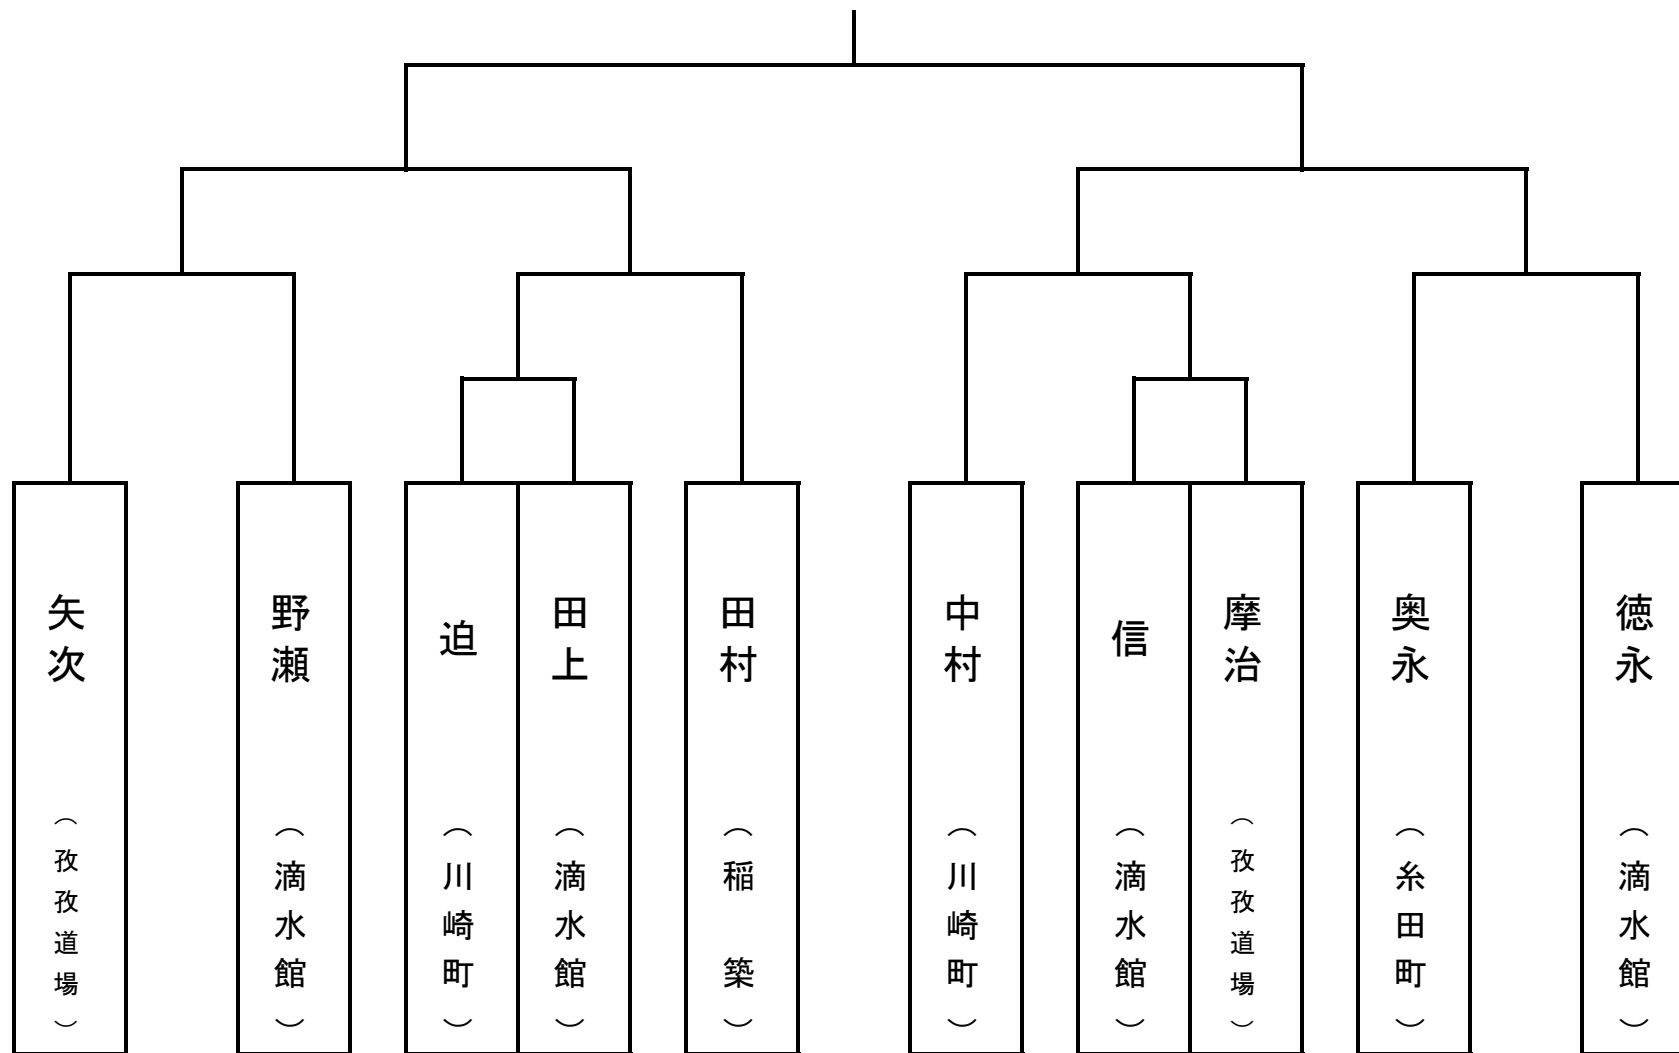 矢次（孜孜道場）
野瀬（滴水館）
迫（川崎町）
田上（滴水館）
田村（稲築）
中村（川崎町）
信（滴水館）
摩治（孜孜道場）
奥永（糸田町）
徳永（滴水館）